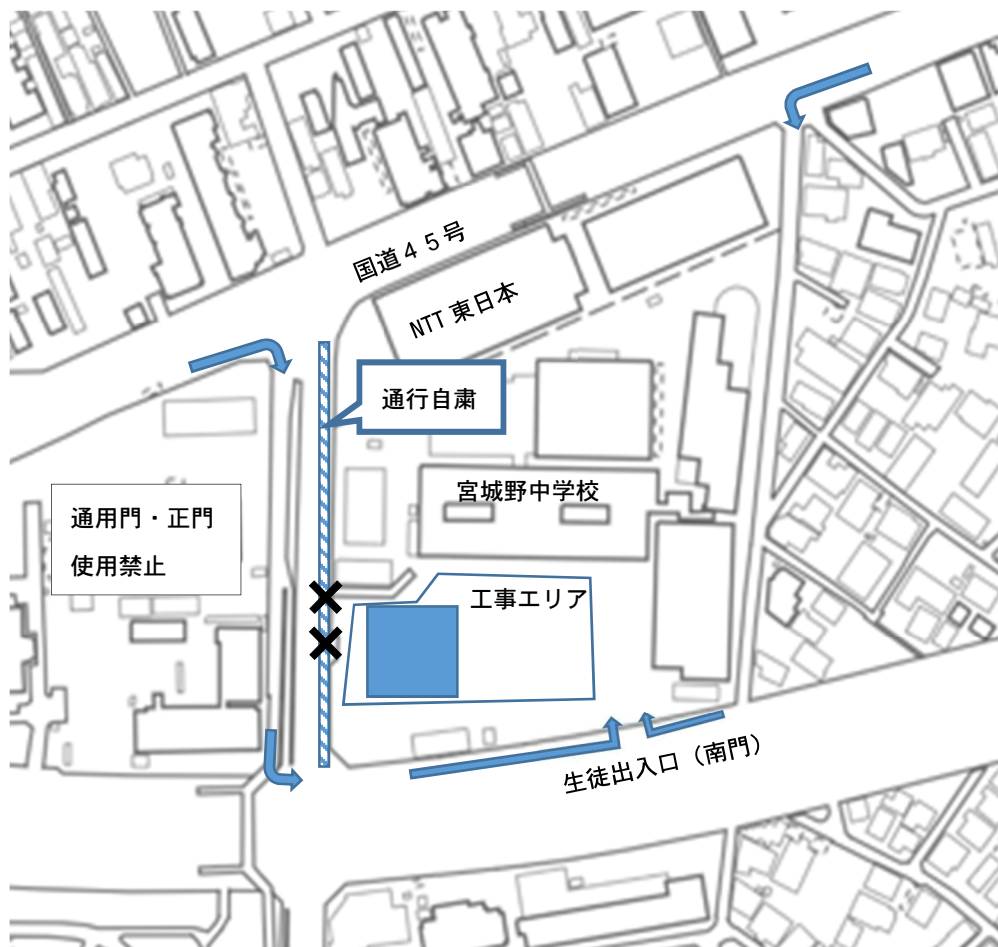 国道４５号
NTT 東日本
通行自粛
宮城野中学校
通用門・正門
使用禁止
工事エリア
生徒出入口（南門）